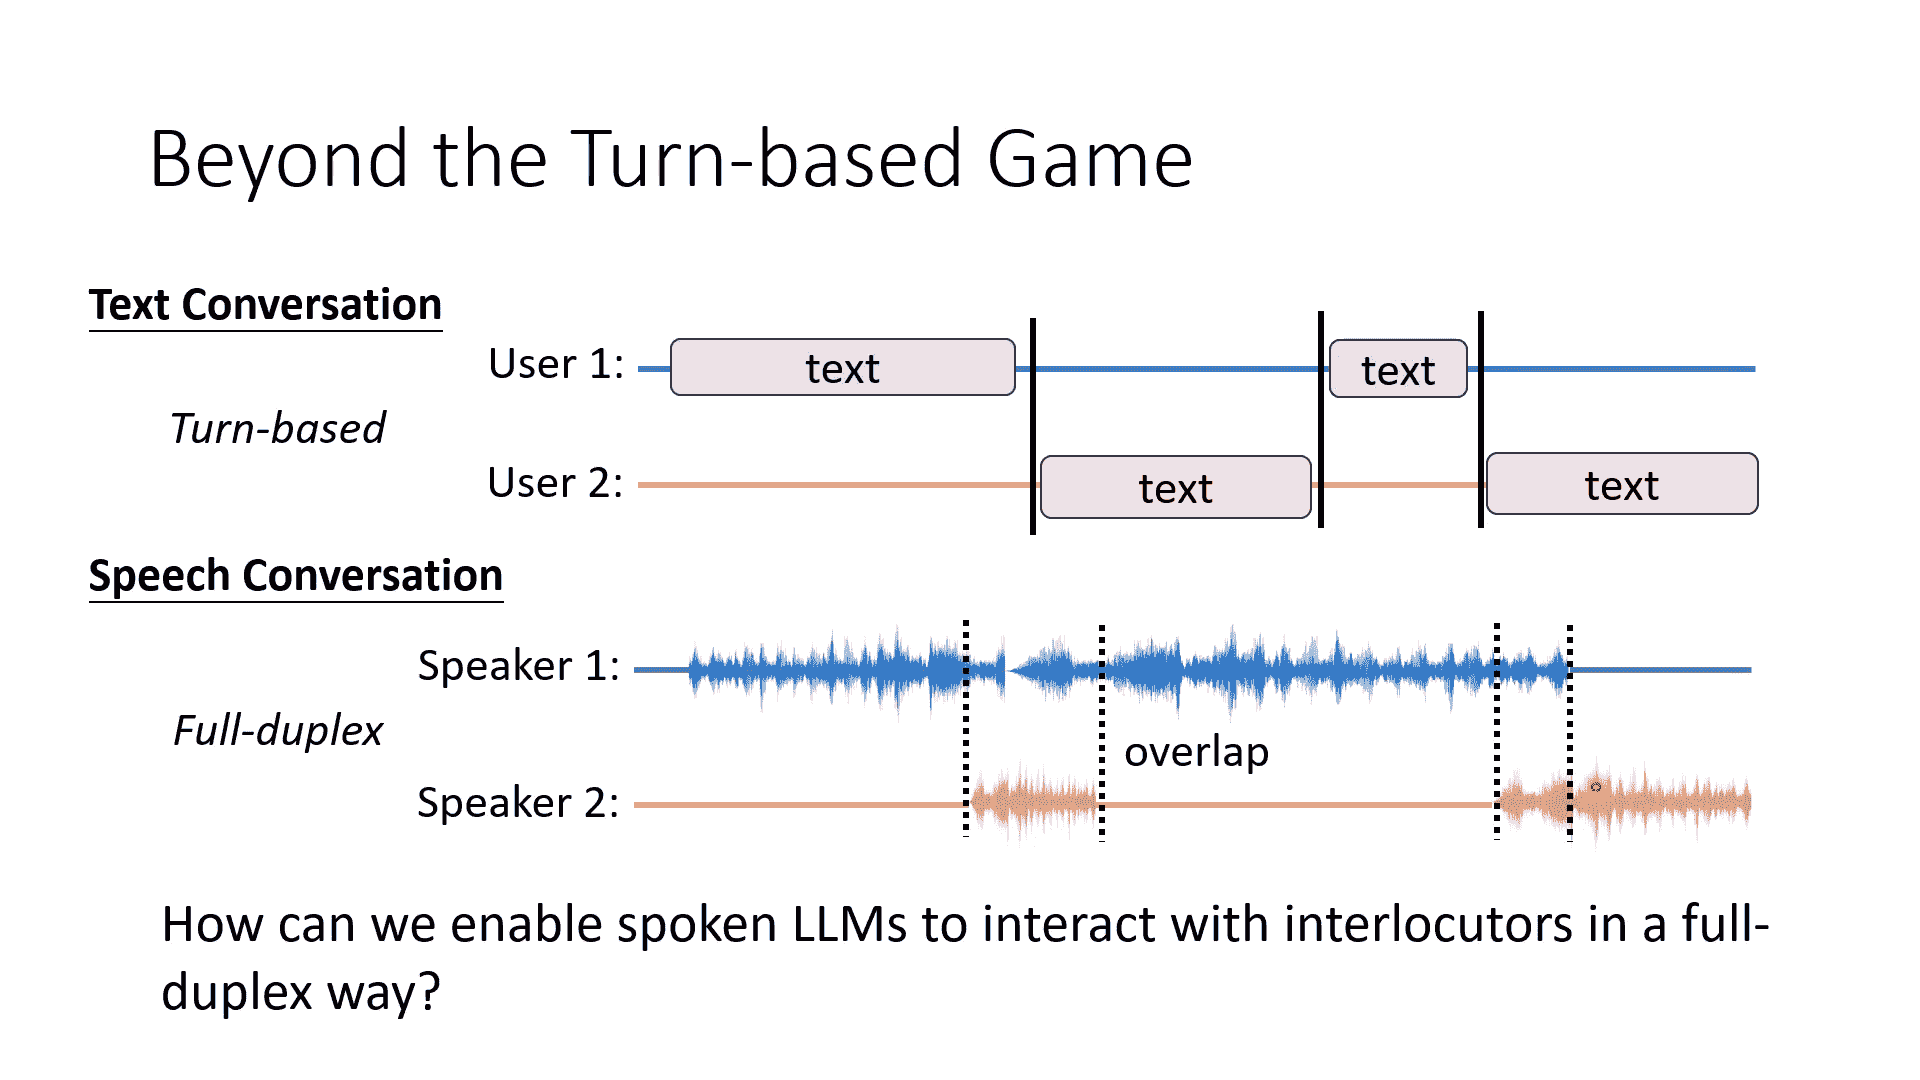 Beyond the Turn-based Game
Text Conversation
User 1:
text
text
Turn-based
User 2:
text
text
Speech Conversation
Speaker 1:
Full-duplex
overlap
Speaker 2:
How can we enable spoken LLMs to interact with interlocutors in a full-
duplex way?